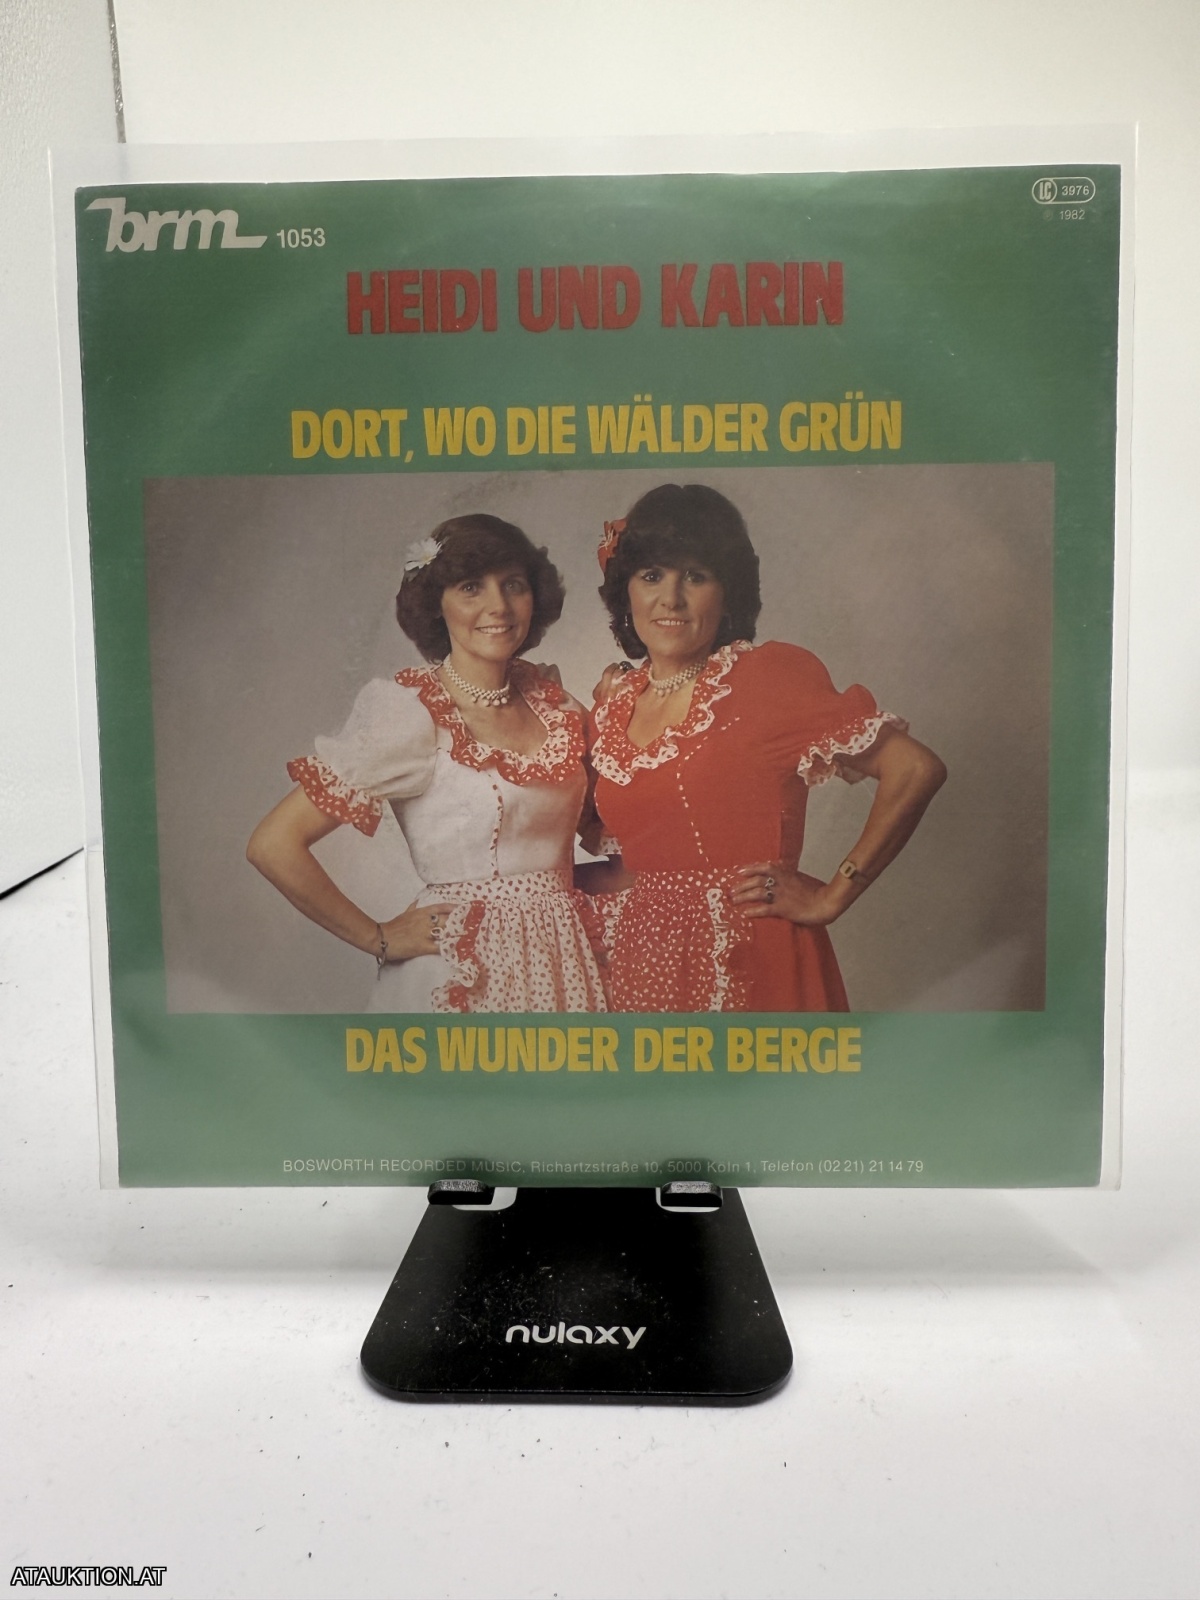 brm 1053
LC 3976
℗ 1982
HEIDI UND KARIN
DORT, WO DIE WÄLDER GRÜN
DAS WUNDER DER BERGE
BOSWORTH RECORDED MUSIC, Richartzstraße 10, 5000 Köln 1, Telefon (02 21) 21 14 79
nulaxy
ATAUKTION.AT